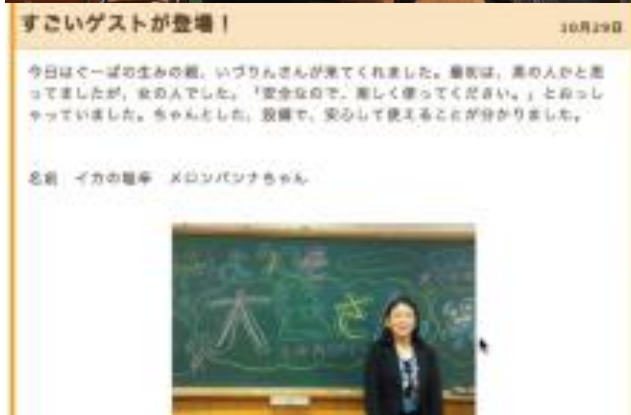 すごいゲストが登場！
10月29日
今日はぐーぱの生みの親、いづりんさんが来てくれました。最初は、男の人かと思
ってましたが、女の人でした。「安全なので、楽しく使ってください。」とおっし
ゃっていました。ちゃんとした、設備で、安心して使えることが分かりました。
名前 イカの塩辛 メロンパンナちゃん